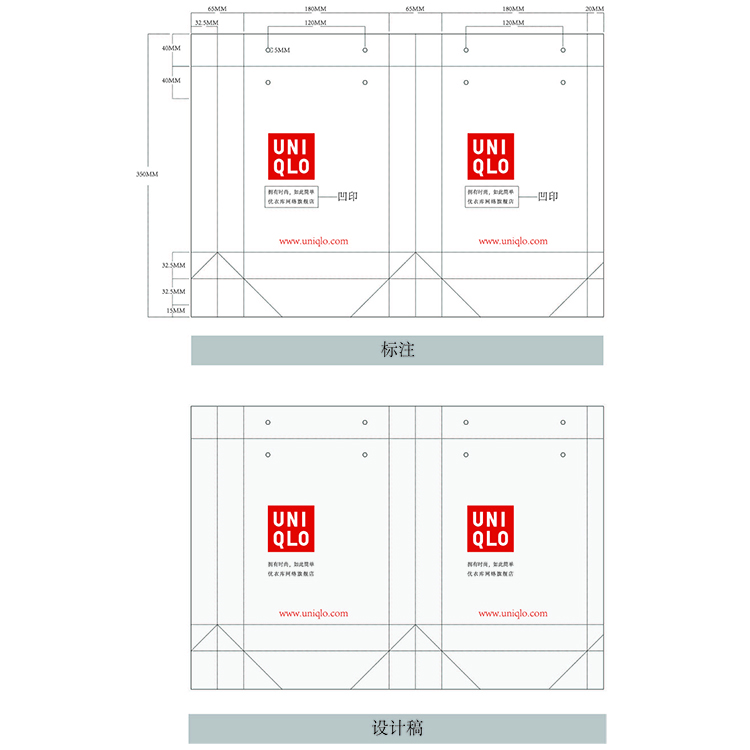 65MM 180MM 65MM 180MM 20MM
32.5MM 120MM 120MM
40MM
5MM
40MM
UNI
QLO
UNI
QLO
350MM
拥有时尚,如此简单
优衣库网络旗舰店
凹印
拥有时尚,如此简单
优衣库网络旗舰店
凹印
www.uniqlo.com
www.uniqlo.com
32.5MM
32.5MM
15MM
标注
UNI
QLO
UNI
QLO
拥有时尚,如此简单
优衣库网络旗舰店
拥有时尚,如此简单
优衣库网络旗舰店
www.uniqlo.com
www.uniqlo.com
设计稿